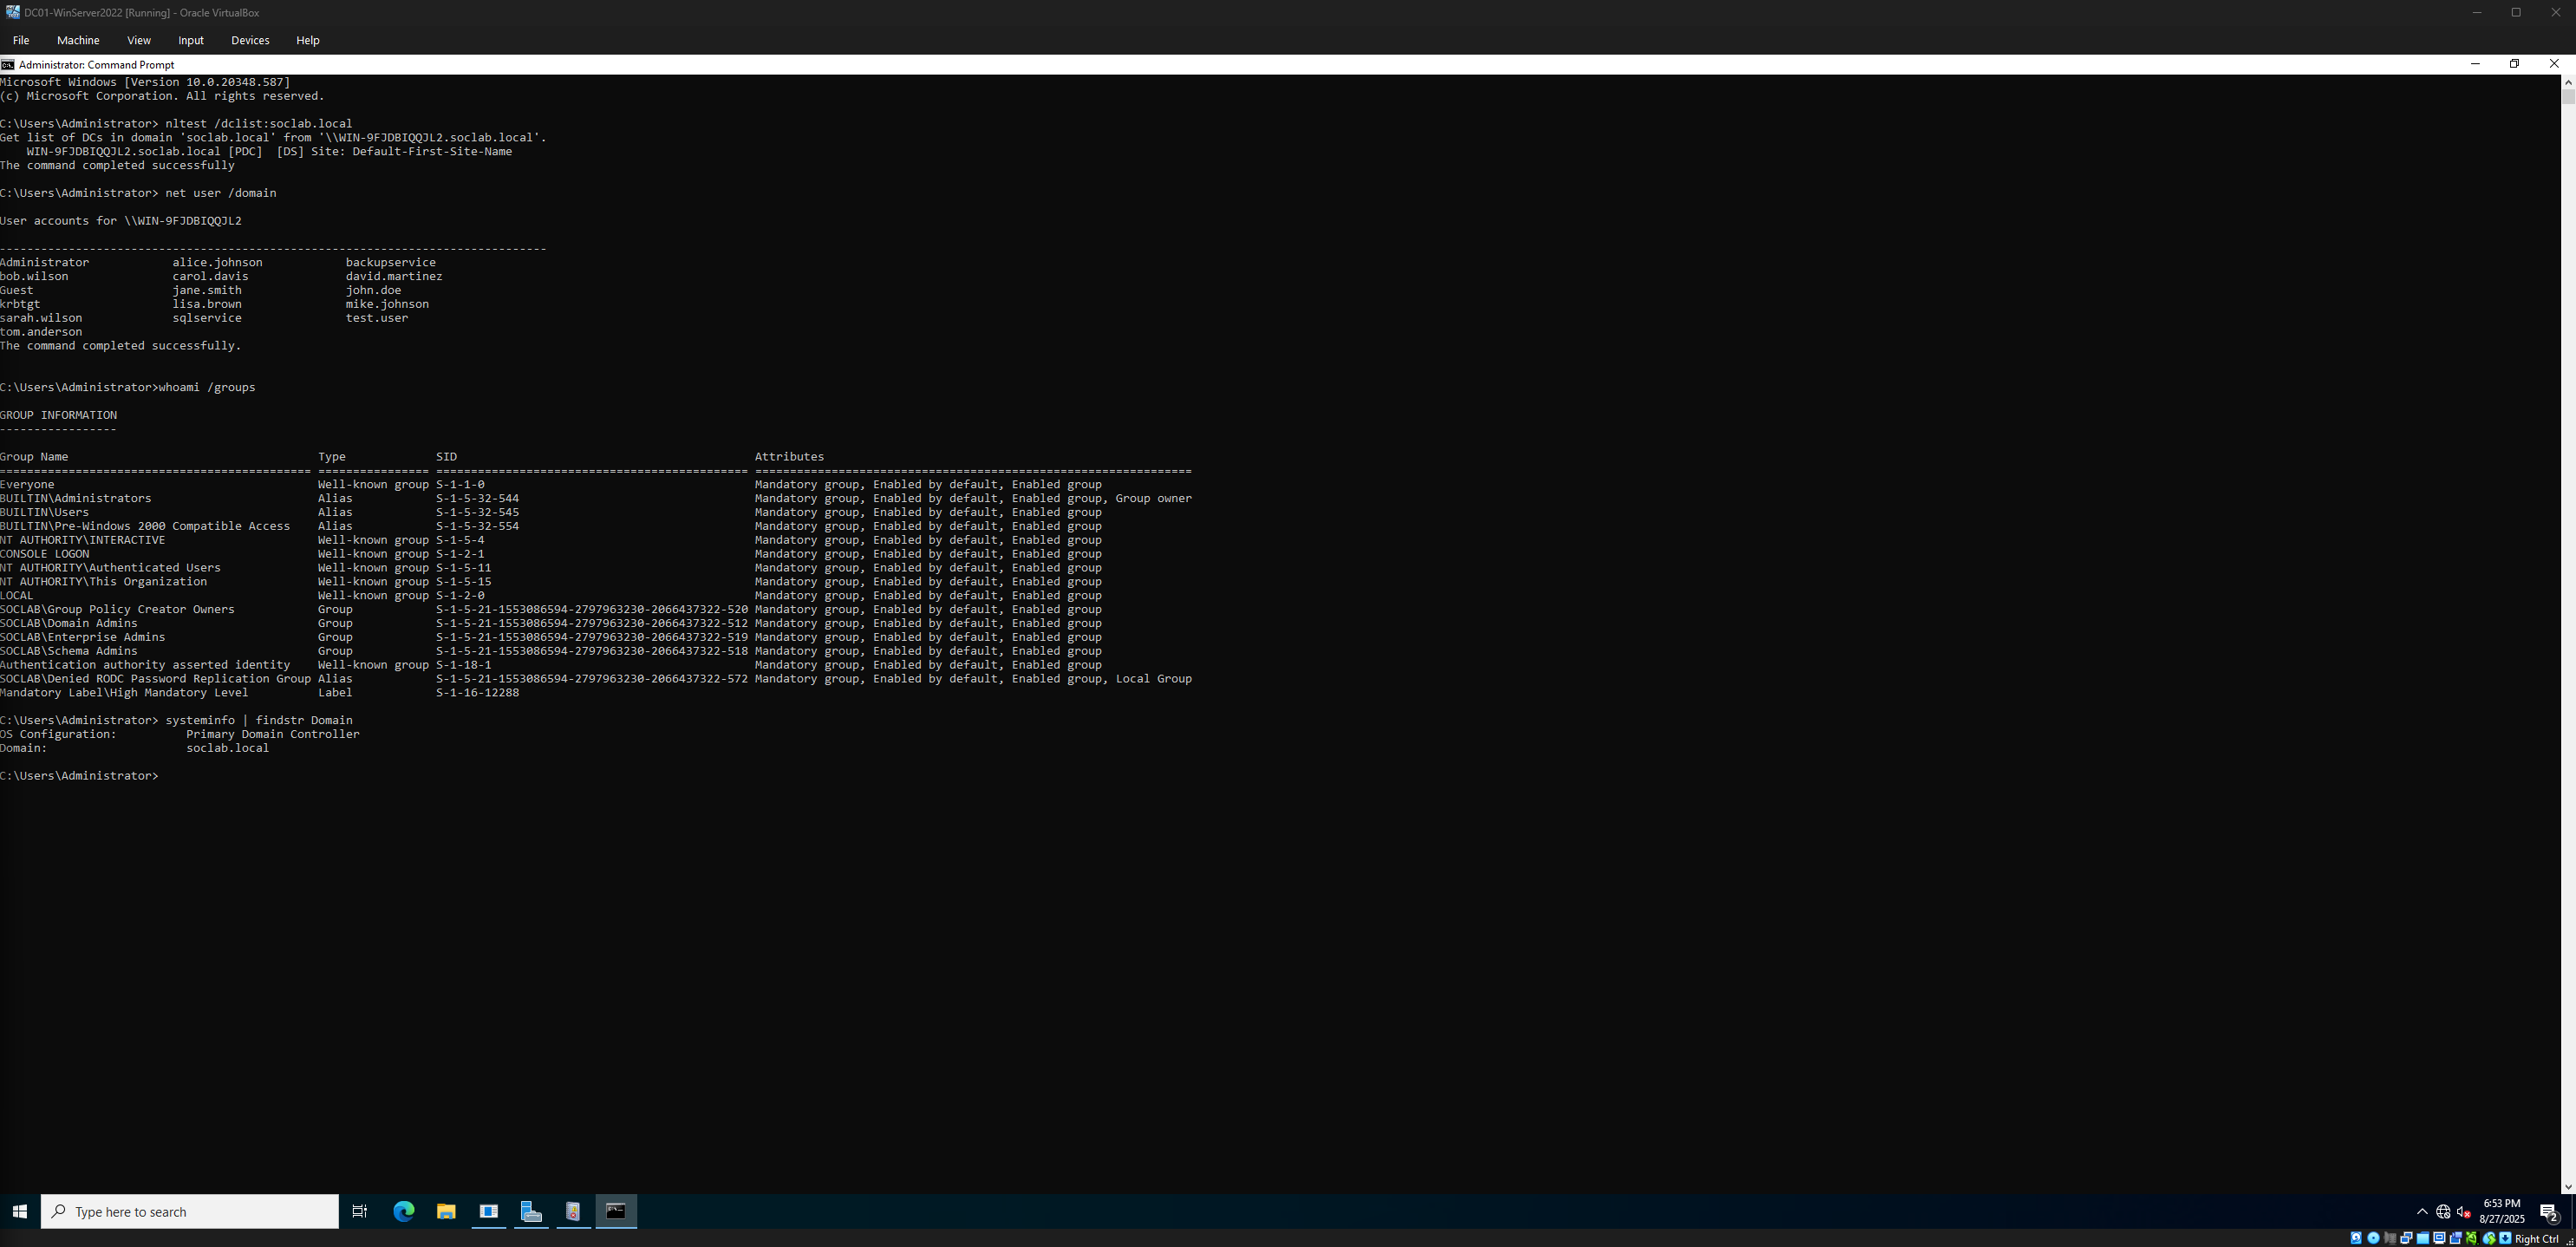 DC01-WinServer2022 [Running] - Oracle VirtualBox
File Machine View Input Devices Help
Administrator: Command Prompt
Microsoft Windows [Version 10.0.20348.587]
(c) Microsoft Corporation. All rights reserved.
C:\Users\Administrator> nltest /dclist:soclab.local
Get list of DCs in domain 'soclab.local' from '\\WIN-9FJDBIQQJL2.soclab.local'.
WIN-9FJDBIQQJL2.soclab.local [PDC]  [DS] Site: Default-First-Site-Name
The command completed successfully
C:\Users\Administrator> net user /domain
User accounts for \\WIN-9FJDBIQQJL2
-------------------------------------------------------------------------------
Administrator            alice.johnson            backupservice
bob.wilson               carol.davis              david.martinez
Guest                    jane.smith               john.doe
krbtgt                   lisa.brown               mike.johnson
sarah.wilson             sqlservice               test.user
tom.anderson
The command completed successfully.
C:\Users\Administrator>whoami /groups
GROUP INFORMATION
-----------------
Group Name                                    Type             SID                                           Attributes
============================================= ================ ============================================= ===============================================================
Everyone                                      Well-known group S-1-1-0                                       Mandatory group, Enabled by default, Enabled group
BUILTIN\Administrators                        Alias            S-1-5-32-544                                  Mandatory group, Enabled by default, Enabled group, Group owner
BUILTIN\Users                                 Alias            S-1-5-32-545                                  Mandatory group, Enabled by default, Enabled group
BUILTIN\Pre-Windows 2000 Compatible Access    Alias            S-1-5-32-554                                  Mandatory group, Enabled by default, Enabled group
NT AUTHORITY\INTERACTIVE                      Well-known group S-1-5-4                                       Mandatory group, Enabled by default, Enabled group
CONSOLE LOGON                                 Well-known group S-1-2-1                                       Mandatory group, Enabled by default, Enabled group
NT AUTHORITY\Authenticated Users              Well-known group S-1-5-11                                      Mandatory group, Enabled by default, Enabled group
NT AUTHORITY\This Organization                Well-known group S-1-5-15                                      Mandatory group, Enabled by default, Enabled group
LOCAL                                         Well-known group S-1-2-0                                       Mandatory group, Enabled by default, Enabled group
SOCLAB\Group Policy Creator Owners            Group            S-1-5-21-1553086594-2797963230-2066437322-520 Mandatory group, Enabled by default, Enabled group
SOCLAB\Domain Admins                          Group            S-1-5-21-1553086594-2797963230-2066437322-512 Mandatory group, Enabled by default, Enabled group
SOCLAB\Enterprise Admins                      Group            S-1-5-21-1553086594-2797963230-2066437322-519 Mandatory group, Enabled by default, Enabled group
SOCLAB\Schema Admins                          Group            S-1-5-21-1553086594-2797963230-2066437322-518 Mandatory group, Enabled by default, Enabled group
Authentication authority asserted identity    Well-known group S-1-18-1                                      Mandatory group, Enabled by default, Enabled group
SOCLAB\Denied RODC Password Replication Group Alias            S-1-5-21-1553086594-2797963230-2066437322-572 Mandatory group, Enabled by default, Enabled group, Local Group
Mandatory Label\High Mandatory Level          Label            S-1-16-12288
C:\Users\Administrator> systeminfo | findstr Domain
OS Configuration:          Primary Domain Controller
Domain:                    soclab.local
C:\Users\Administrator>
Type here to search
6:53 PM
8/27/2025
2
Right Ctrl